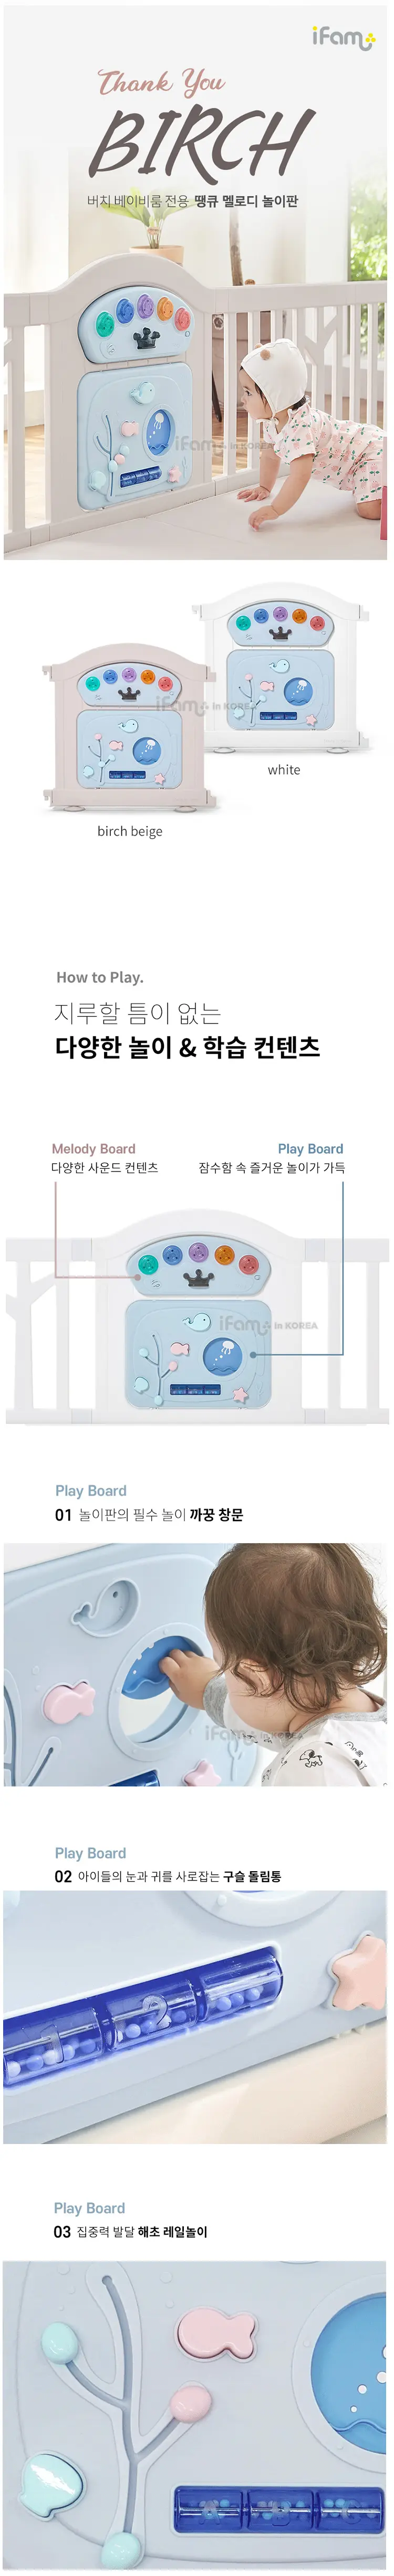 iFam
Thank You
BIRCH
버치 베이비룸 전용 땡큐 멜로디 놀이판
iFam In KOREA
iFam In KOREA
white
birch beige
How to Play.
지루할 틈이 없는
다양한 놀이 & 학습 컨텐츠
Melody Board
다양한 사운드 컨텐츠
Play Board
잠수함 속 즐거운 놀이가 가득
iFam In KOREA
Play Board
01 놀이판의 필수 놀이 까꿍 창문
iFam In KOREA
Play Board
02 아이들의 눈과 귀를 사로잡는 구슬 돌림통
1 2
Play Board
03 집중력 발달 해초 레일놀이